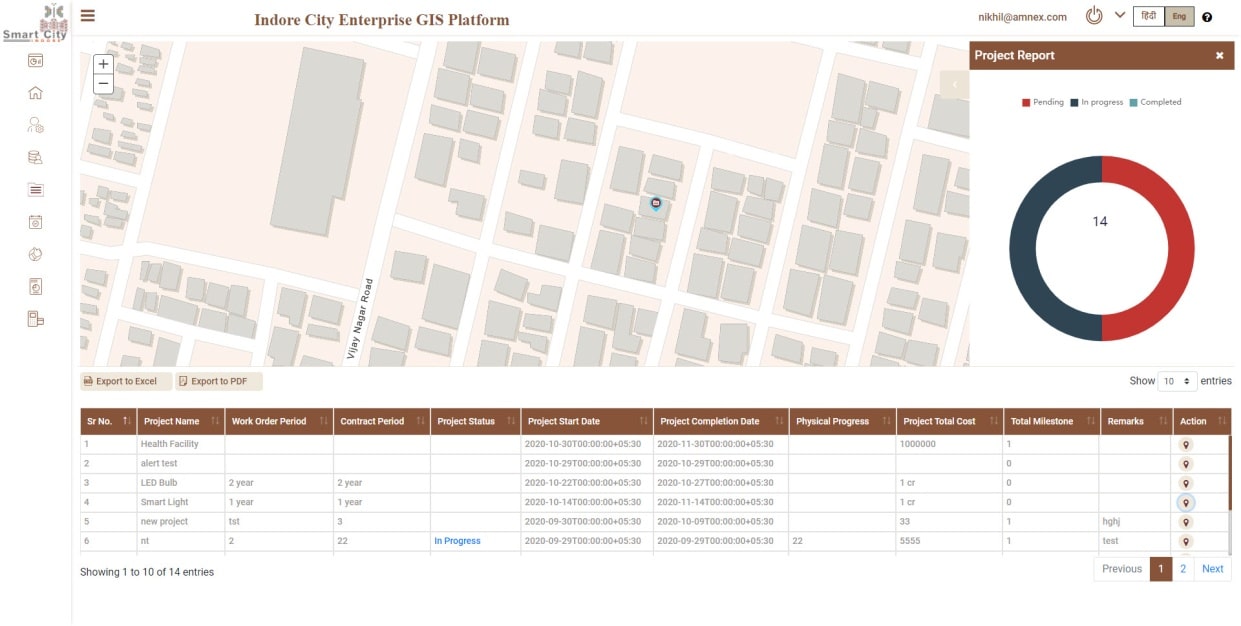 Smart City
INDORE
Indore City Enterprise GIS Platform
nikhil@amnex.com
हिंदी
Eng
?
+
−
Vijay Nagar Road
Project Report
×
Pending In progress Completed
14
Export to Excel Export to PDF
Show 10 entries
Sr No. Project Name Work Order Period Contract Period Project Status Project Start Date Project Completion Date Physical Progress Project Total Cost Total Milestone Remarks Action
1 Health Facility 2020-10-30T00:00:00+05:30 2020-11-30T00:00:00+05:30 1000000 1
2 alert test 2020-10-29T00:00:00+05:30 2020-10-29T00:00:00+05:30 0
3 LED Bulb 2 year 2 year 2020-10-22T00:00:00+05:30 2020-10-27T00:00:00+05:30 1 cr 0
4 Smart Light 1 year 1 year 2020-10-14T00:00:00+05:30 2020-11-14T00:00:00+05:30 1 cr 0
5 new project tst 3 2020-09-30T00:00:00+05:30 2020-10-09T00:00:00+05:30 33 1 hghj
6 nt 2 22 In Progress 2020-09-29T00:00:00+05:30 2020-09-29T00:00:00+05:30 22 5555 1 test
Showing 1 to 10 of 14 entries
Previous 1 2 Next